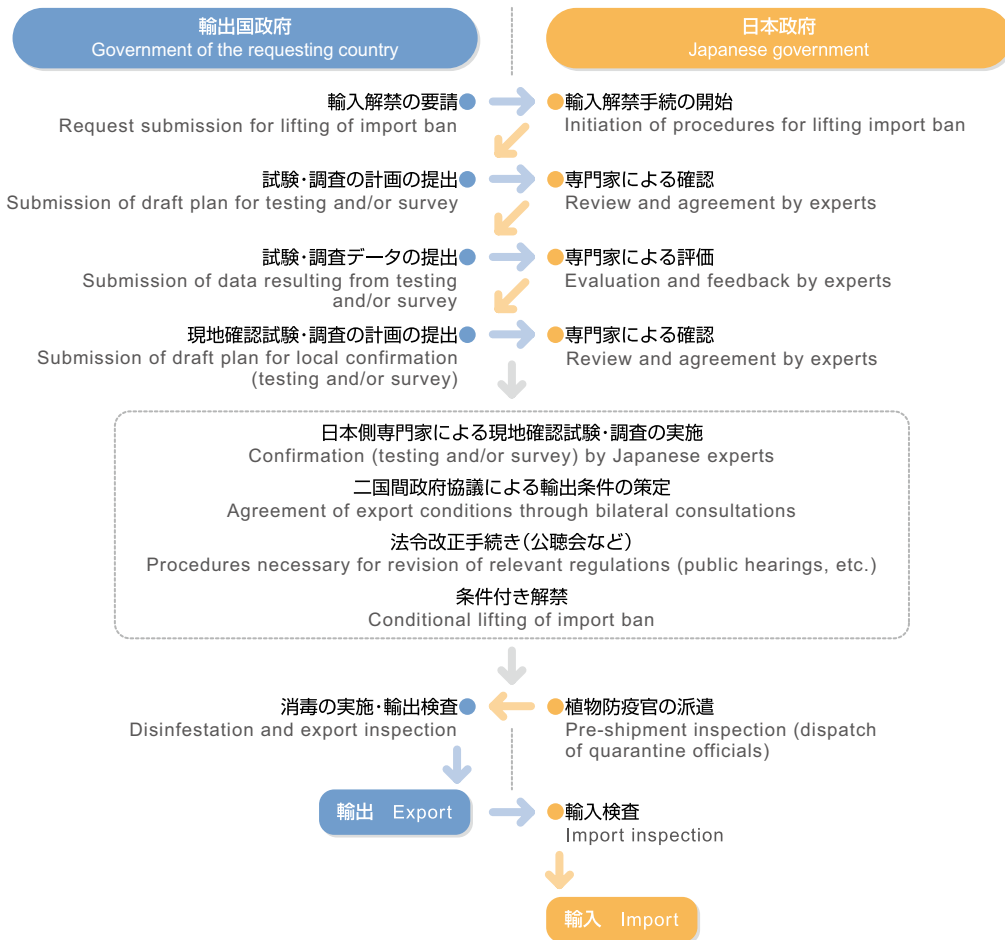 輸出国政府
Government of the requesting country
日本政府
Japanese government
輸入解禁の要請
Request submission for lifting of import ban
輸入解禁手続の開始
Initiation of procedures for lifting import ban
試験・調査の計画の提出
Submission of draft plan for testing and/or survey
専門家による確認
Review and agreement by experts
試験・調査データの提出
Submission of data resulting from testing
and/or survey
専門家による評価
Evaluation and feedback by experts
現地確認試験・調査の計画の提出
Submission of draft plan for local confirmation
(testing and/or survey)
専門家による確認
Review and agreement by experts
日本側専門家による現地確認試験・調査の実施
Confirmation (testing and/or survey) by Japanese experts
二国間政府協議による輸出条件の策定
Agreement of export conditions through bilateral consultations
法令改正手続き(公聴会など)
Procedures necessary for revision of relevant regulations (public hearings, etc.)
条件付き解禁
Conditional lifting of import ban
消毒の実施・輸出検査
Disinfestation and export inspection
植物防疫官の派遣
Pre-shipment inspection (dispatch
of quarantine officials)
輸出 Export
輸入検査
Import inspection
輸入 Import